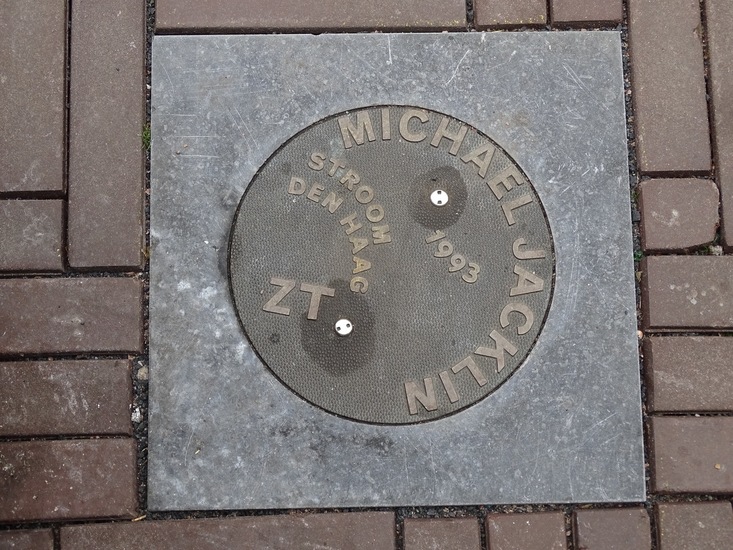 MICHAEL JACKLIN
STROOM
DEN HAAG
1993
ZT